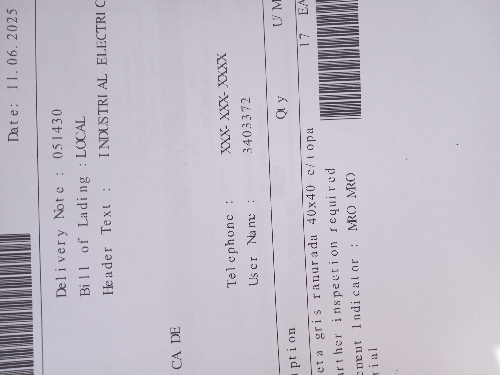 Date: 11.06.2025
Delivery Note : 051430
Bill of Lading : LOCAL
Header Text : INDUSTRIAL ELECTRIC
CA DE
Telephone : XXX-XXX-XXXX
User Name : 3403372
ption Qty U/M
17 EA
eta gris ranurada 40x40 c/topa
rther inspection required
ement Indicator : MRO MRO
rial